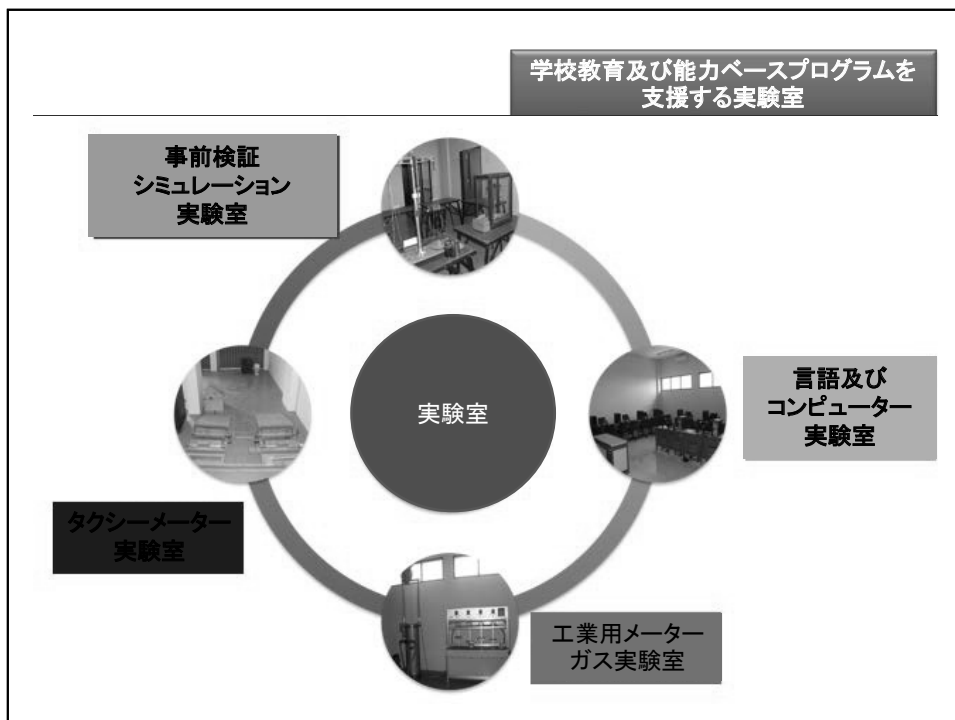 学校教育及び能力ベースプログラムを
支援する実験室
事前検証
シミュレーション
実験室
実験室
言語及び
コンピューター
実験室
タクシーメーター
実験室
工業用メーター
ガス実験室